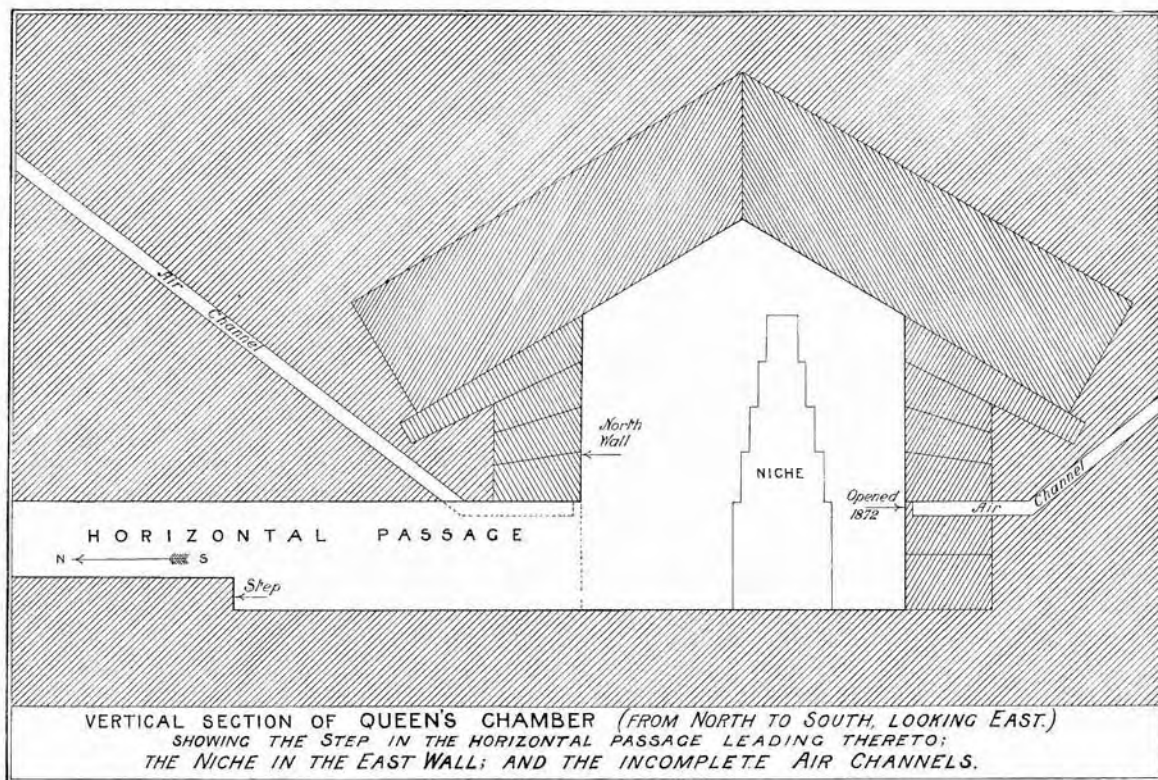 Air
Channel
North
Wall
NICHE
Opened
1872
Air
Channel
HORIZONTAL PASSAGE
N S
Step
VERTICAL SECTION OF QUEEN'S CHAMBER (FROM NORTH TO SOUTH, LOOKING EAST.)
SHOWING THE STEP IN THE HORIZONTAL PASSAGE LEADING THERETO;
THE NICHE IN THE EAST WALL; AND THE INCOMPLETE AIR CHANNELS.